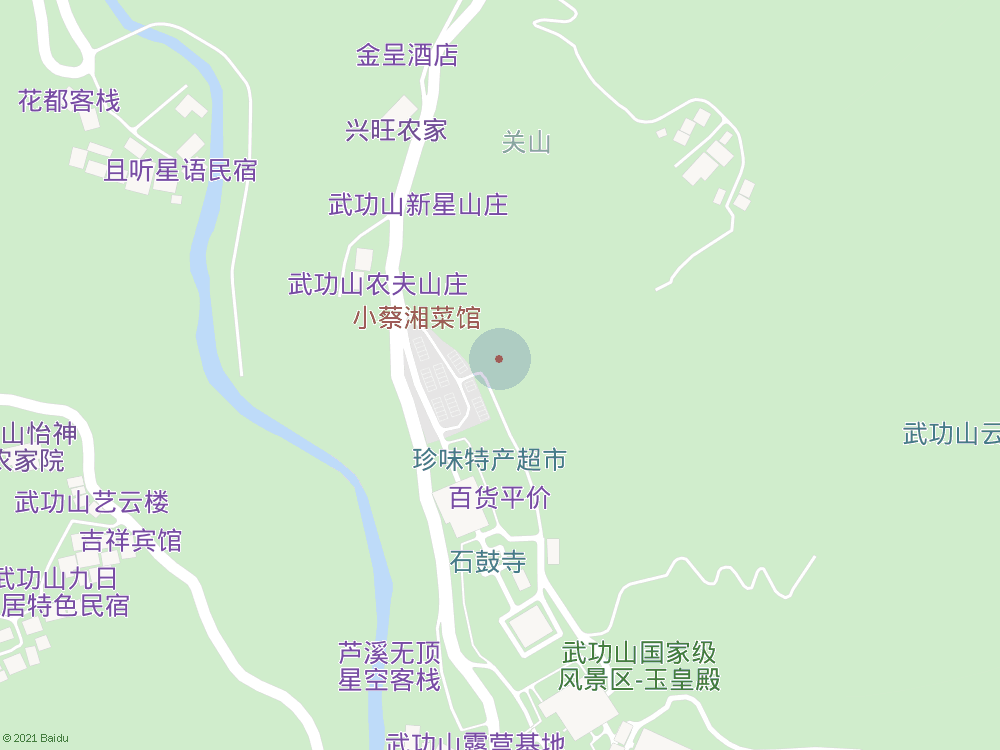 金呈酒店
花都客栈
兴旺农家
关山
且听星语民宿
武功山新星山庄
武功山农夫山庄
小蔡湘菜馆
山怡神
农家院
武功山云
珍味特产超市
武功山艺云楼
百货平价
吉祥宾馆
石鼓寺
武功山九日
居特色民宿
芦溪无顶
星空客栈
武功山国家级
风景区-玉皇殿
武功山露营基地
© 2021 Baidu